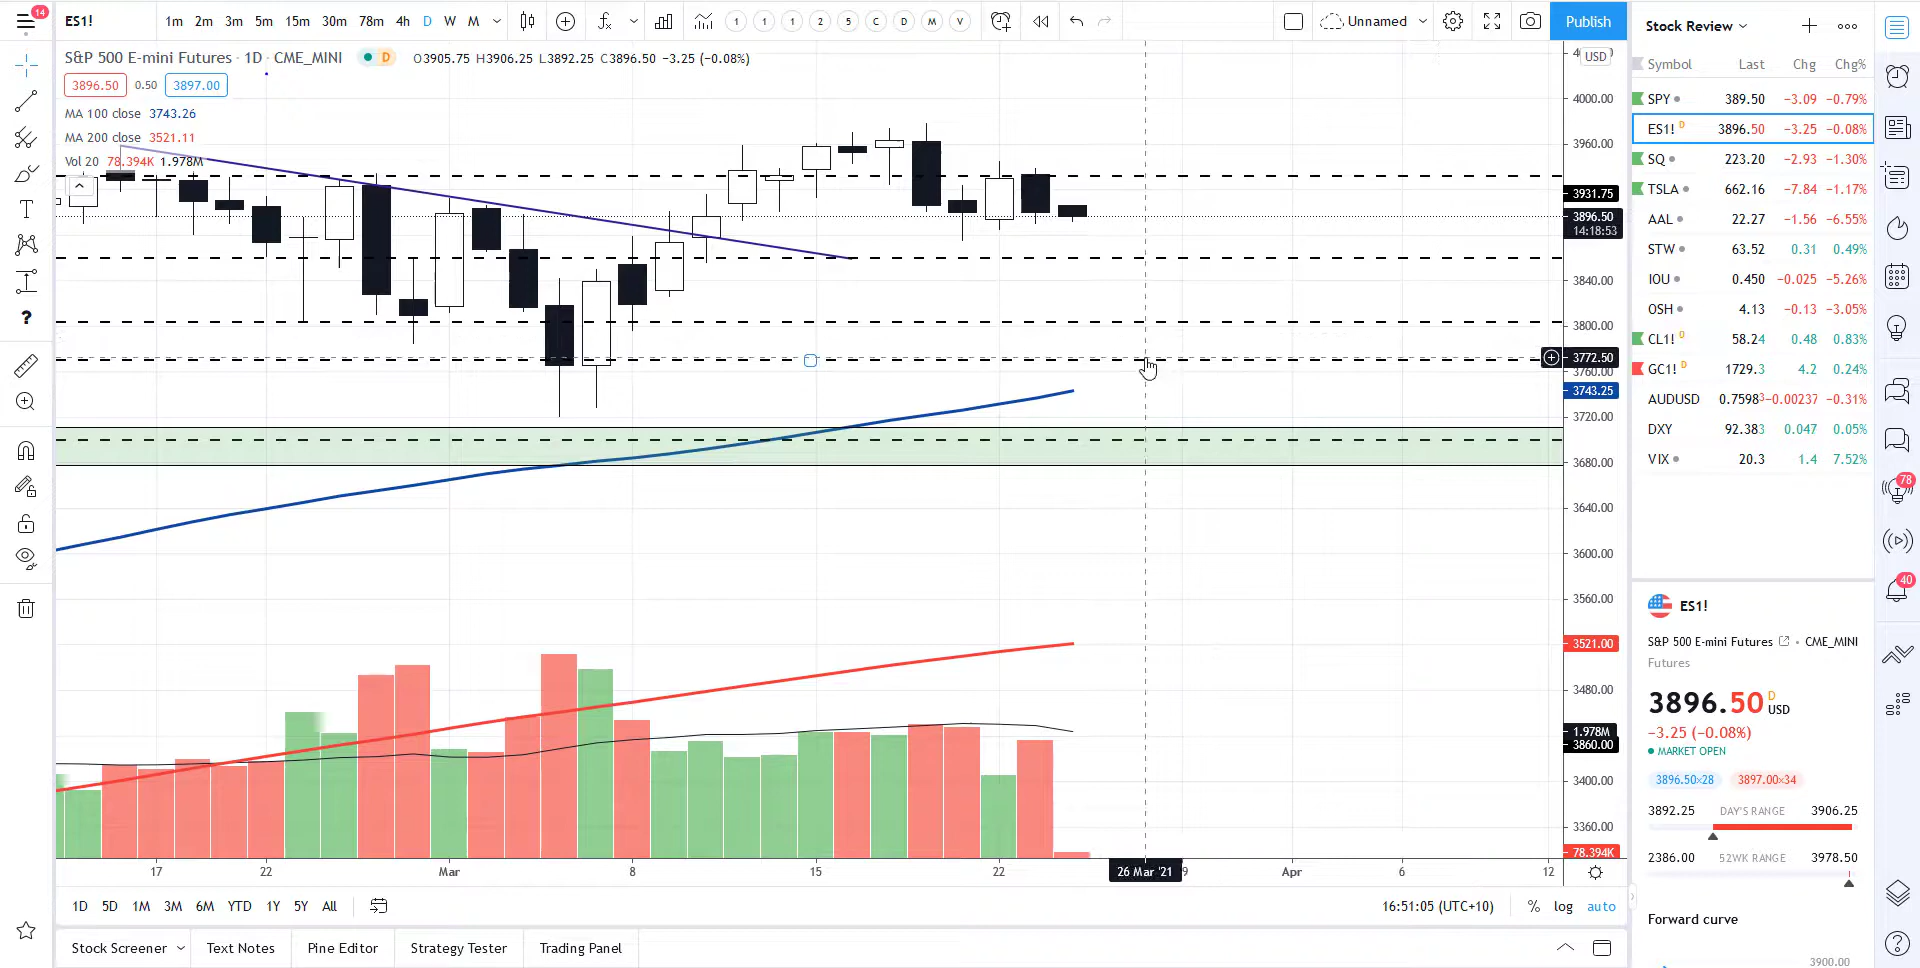 14
ES1!
1m 2m 3m 5m 15m 30m 78m 4h D W M
1 1 1 2 5 C D M V
Unnamed
Publish
S&P 500 E-mini Futures · 1D · CME_MINI
D
O3905.75 H3906.25 L3892.25 C3896.50 −3.25 (−0.08%)
3896.50 0.50 3897.00
MA 100 close 3743.26
MA 200 close 3521.11
Vol 20 78.394K 1.978M
USD
4000.00
3960.00
3931.75
3896.50
14:18:53
3840.00
3800.00
3772.50
3760.00
3743.25
3720.00
3680.00
3640.00
3600.00
3560.00
3521.00
3480.00
1.978M
3860.00
3400.00
3360.00
78.394K
17 22 Mar 8 15 22 26 Mar '21 9 Apr 6 12
1D 5D 1M 3M 6M YTD 1Y 5Y All
16:51:05 (UTC+10) % log auto
Stock Screener Text Notes Pine Editor Strategy Tester Trading Panel
Stock Review
Symbol Last Chg Chg%
SPY 389.50 −3.09 −0.79%
ES1! D 3896.50 −3.25 −0.08%
SQ 223.20 −2.93 −1.30%
TSLA 662.16 −7.84 −1.17%
AAL 22.27 −1.56 −6.55%
STW 63.52 0.31 0.49%
IOU 0.450 −0.025 −5.26%
OSH 4.13 −0.13 −3.05%
CL1! D 58.24 0.48 0.83%
GC1! D 1729.3 4.2 0.24%
AUDUSD 0.75983 −0.00237 −0.31%
DXY 92.383 0.047 0.05%
VIX 20.3 1.4 7.52%
ES1!
S&P 500 E-mini Futures · CME_MINI
Futures
3896.50 D USD
−3.25 (−0.08%)
MARKET OPEN
3896.50×28 3897.00×34
3892.25 DAY'S RANGE 3906.25
2386.00 52WK RANGE 3978.50
Forward curve
3900.00
78
40